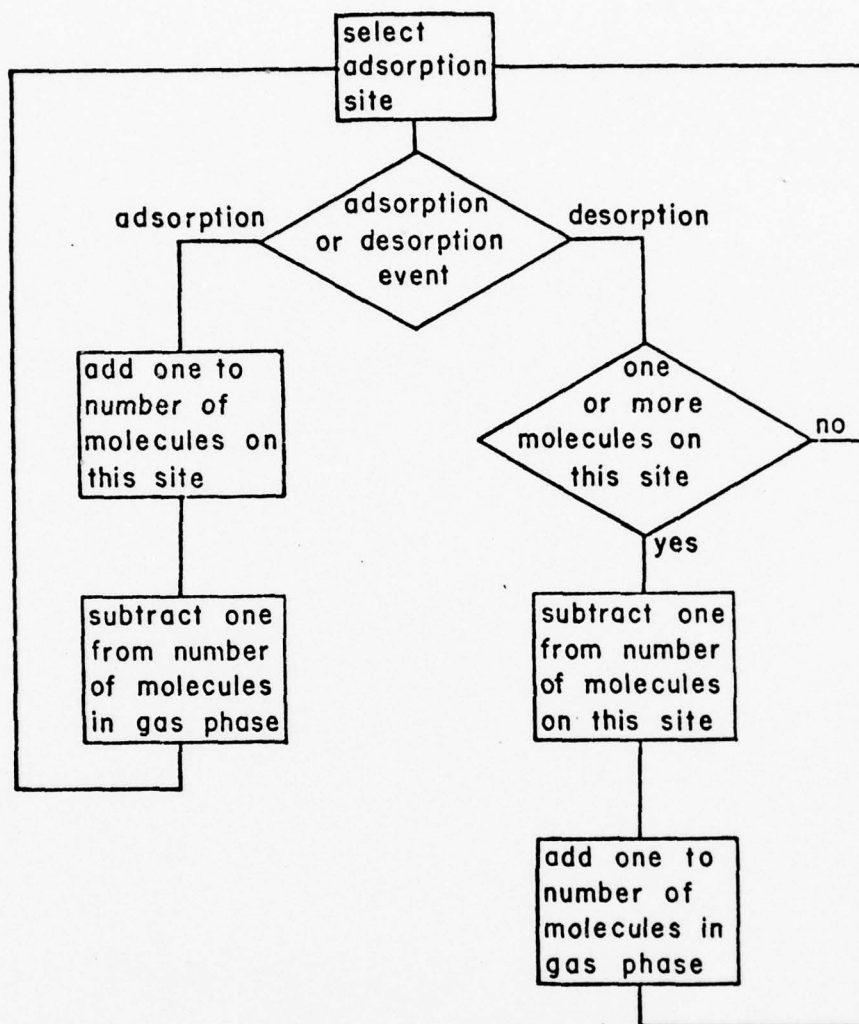 select
adsorption
site
adsorption
adsorption
or desorption
event
desorption
add one to
number of
molecules on
this site
one
or more
molecules on
this site
no
yes
subtract one
from number
of molecules
in gas phase
subtract one
from number
of molecules
on this site
add one to
number of
molecules in
gas phase